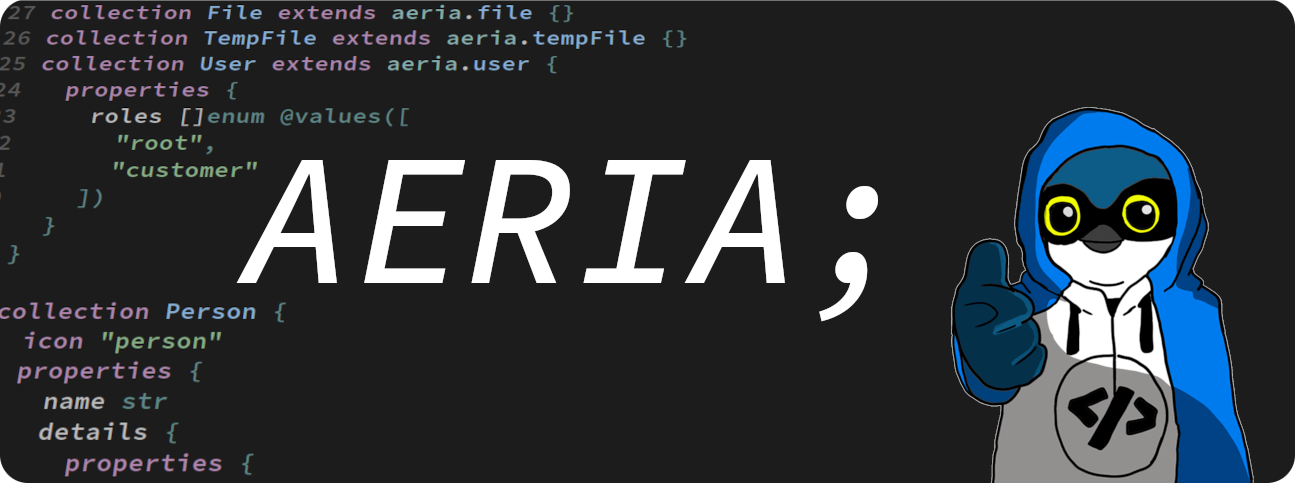 27 collection File extends aeria.file {}
26 collection TempFile extends aeria.tempFile {}
25 collection User extends aeria.user {
24 properties {
3 roles []enum @values([
2 "root",
1 "customer"
])
}
}
AERIA;
collection Person {
icon "person"
properties {
name str
details {
properties {
</>